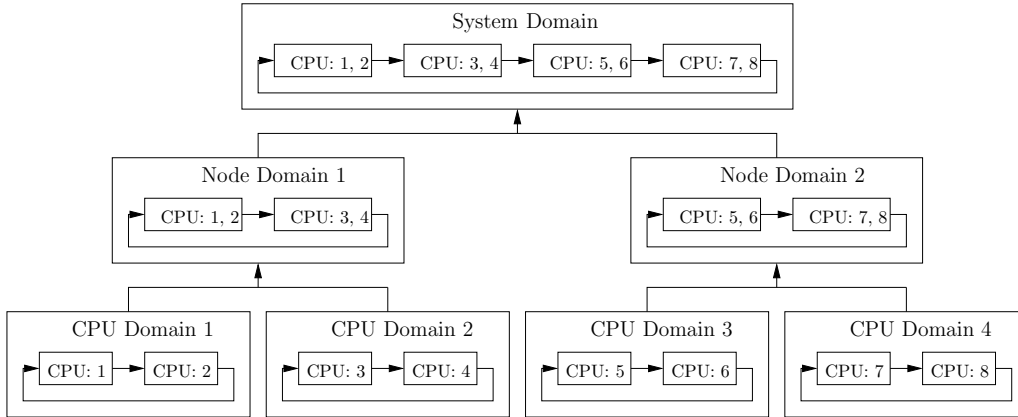 System Domain
CPU: 1, 2 CPU: 3, 4 CPU: 5, 6 CPU: 7, 8
Node Domain 1 Node Domain 2
CPU: 1, 2 CPU: 3, 4 CPU: 5, 6 CPU: 7, 8
CPU Domain 1 CPU Domain 2 CPU Domain 3 CPU Domain 4
CPU: 1 CPU: 2 CPU: 3 CPU: 4 CPU: 5 CPU: 6 CPU: 7 CPU: 8